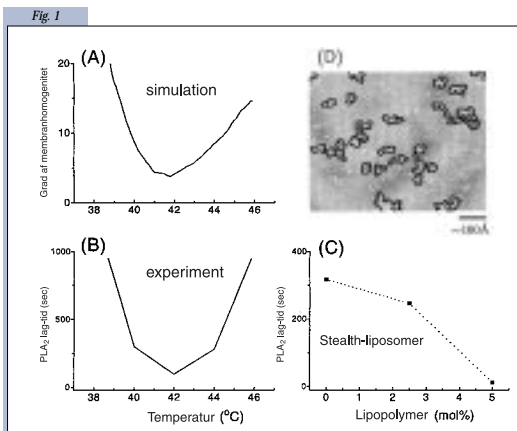 Fig. 1
(A)
simulation
Grad af membranhomogenitet
20
10
0
38 40 42 44 46
(B)
experiment
PLA2 lag-tid (sec)
1000
500
0
38 40 42 44 46
Temperatur (°C)
(D)
~100Å
(C)
Stealth-liposomer
PLA2 lag-tid (sec)
400
200
0
0 1 2 3 4 5
Lipopolymer (mol%)